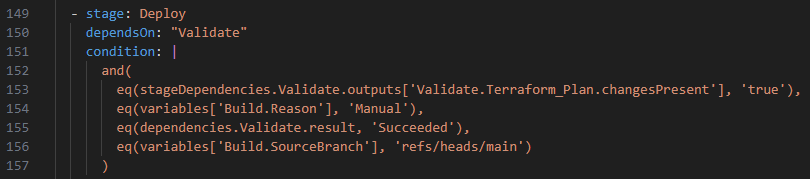 149 - stage: Deploy
150 dependsOn: "Validate"
151 condition: |
152 and(
153 eq(stageDependencies.Validate.outputs['Validate.Terraform_Plan.changesPresent'], 'true'),
154 eq(variables['Build.Reason'], 'Manual'),
155 eq(dependencies.Validate.result, 'Succeeded'),
156 eq(variables['Build.SourceBranch'], 'refs/heads/main')
157 )